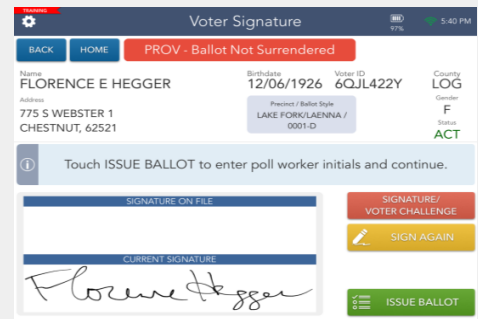 TRAINING
Voter Signature
97%
5:40 PM
BACK
HOME
PROV - Ballot Not Surrendered
Name
FLORENCE E HEGGER
Birthdate
12/06/1926
Voter ID
6QJL422Y
County
LOG
Address
775 S WEBSTER 1
CHESTNUT, 62521
Precinct / Ballot Style
LAKE FORK/LAENNA /
0001-D
Gender
F
Status
ACT
Touch ISSUE BALLOT to enter poll worker initials and continue.
SIGNATURE ON FILE
CURRENT SIGNATURE
Florence Hegger
SIGNATURE/
VOTER CHALLENGE
SIGN AGAIN
ISSUE BALLOT